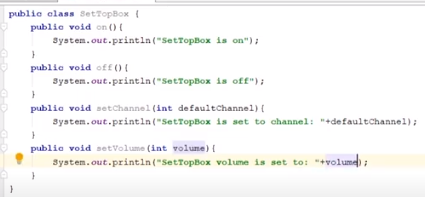 public class SetTopBox {
public void on(){
System.out.println("SetTopBox is on");
}
public void off(){
System.out.println("SetTopBox is off");
}
public void setChannel(int defaultChannel){
System.out.println("SetTopBox is set to channel: "+defaultChannel);
}
public void setVolume(int volume){
System.out.println("SetTopBox volume is set to: "+volume);
}
}